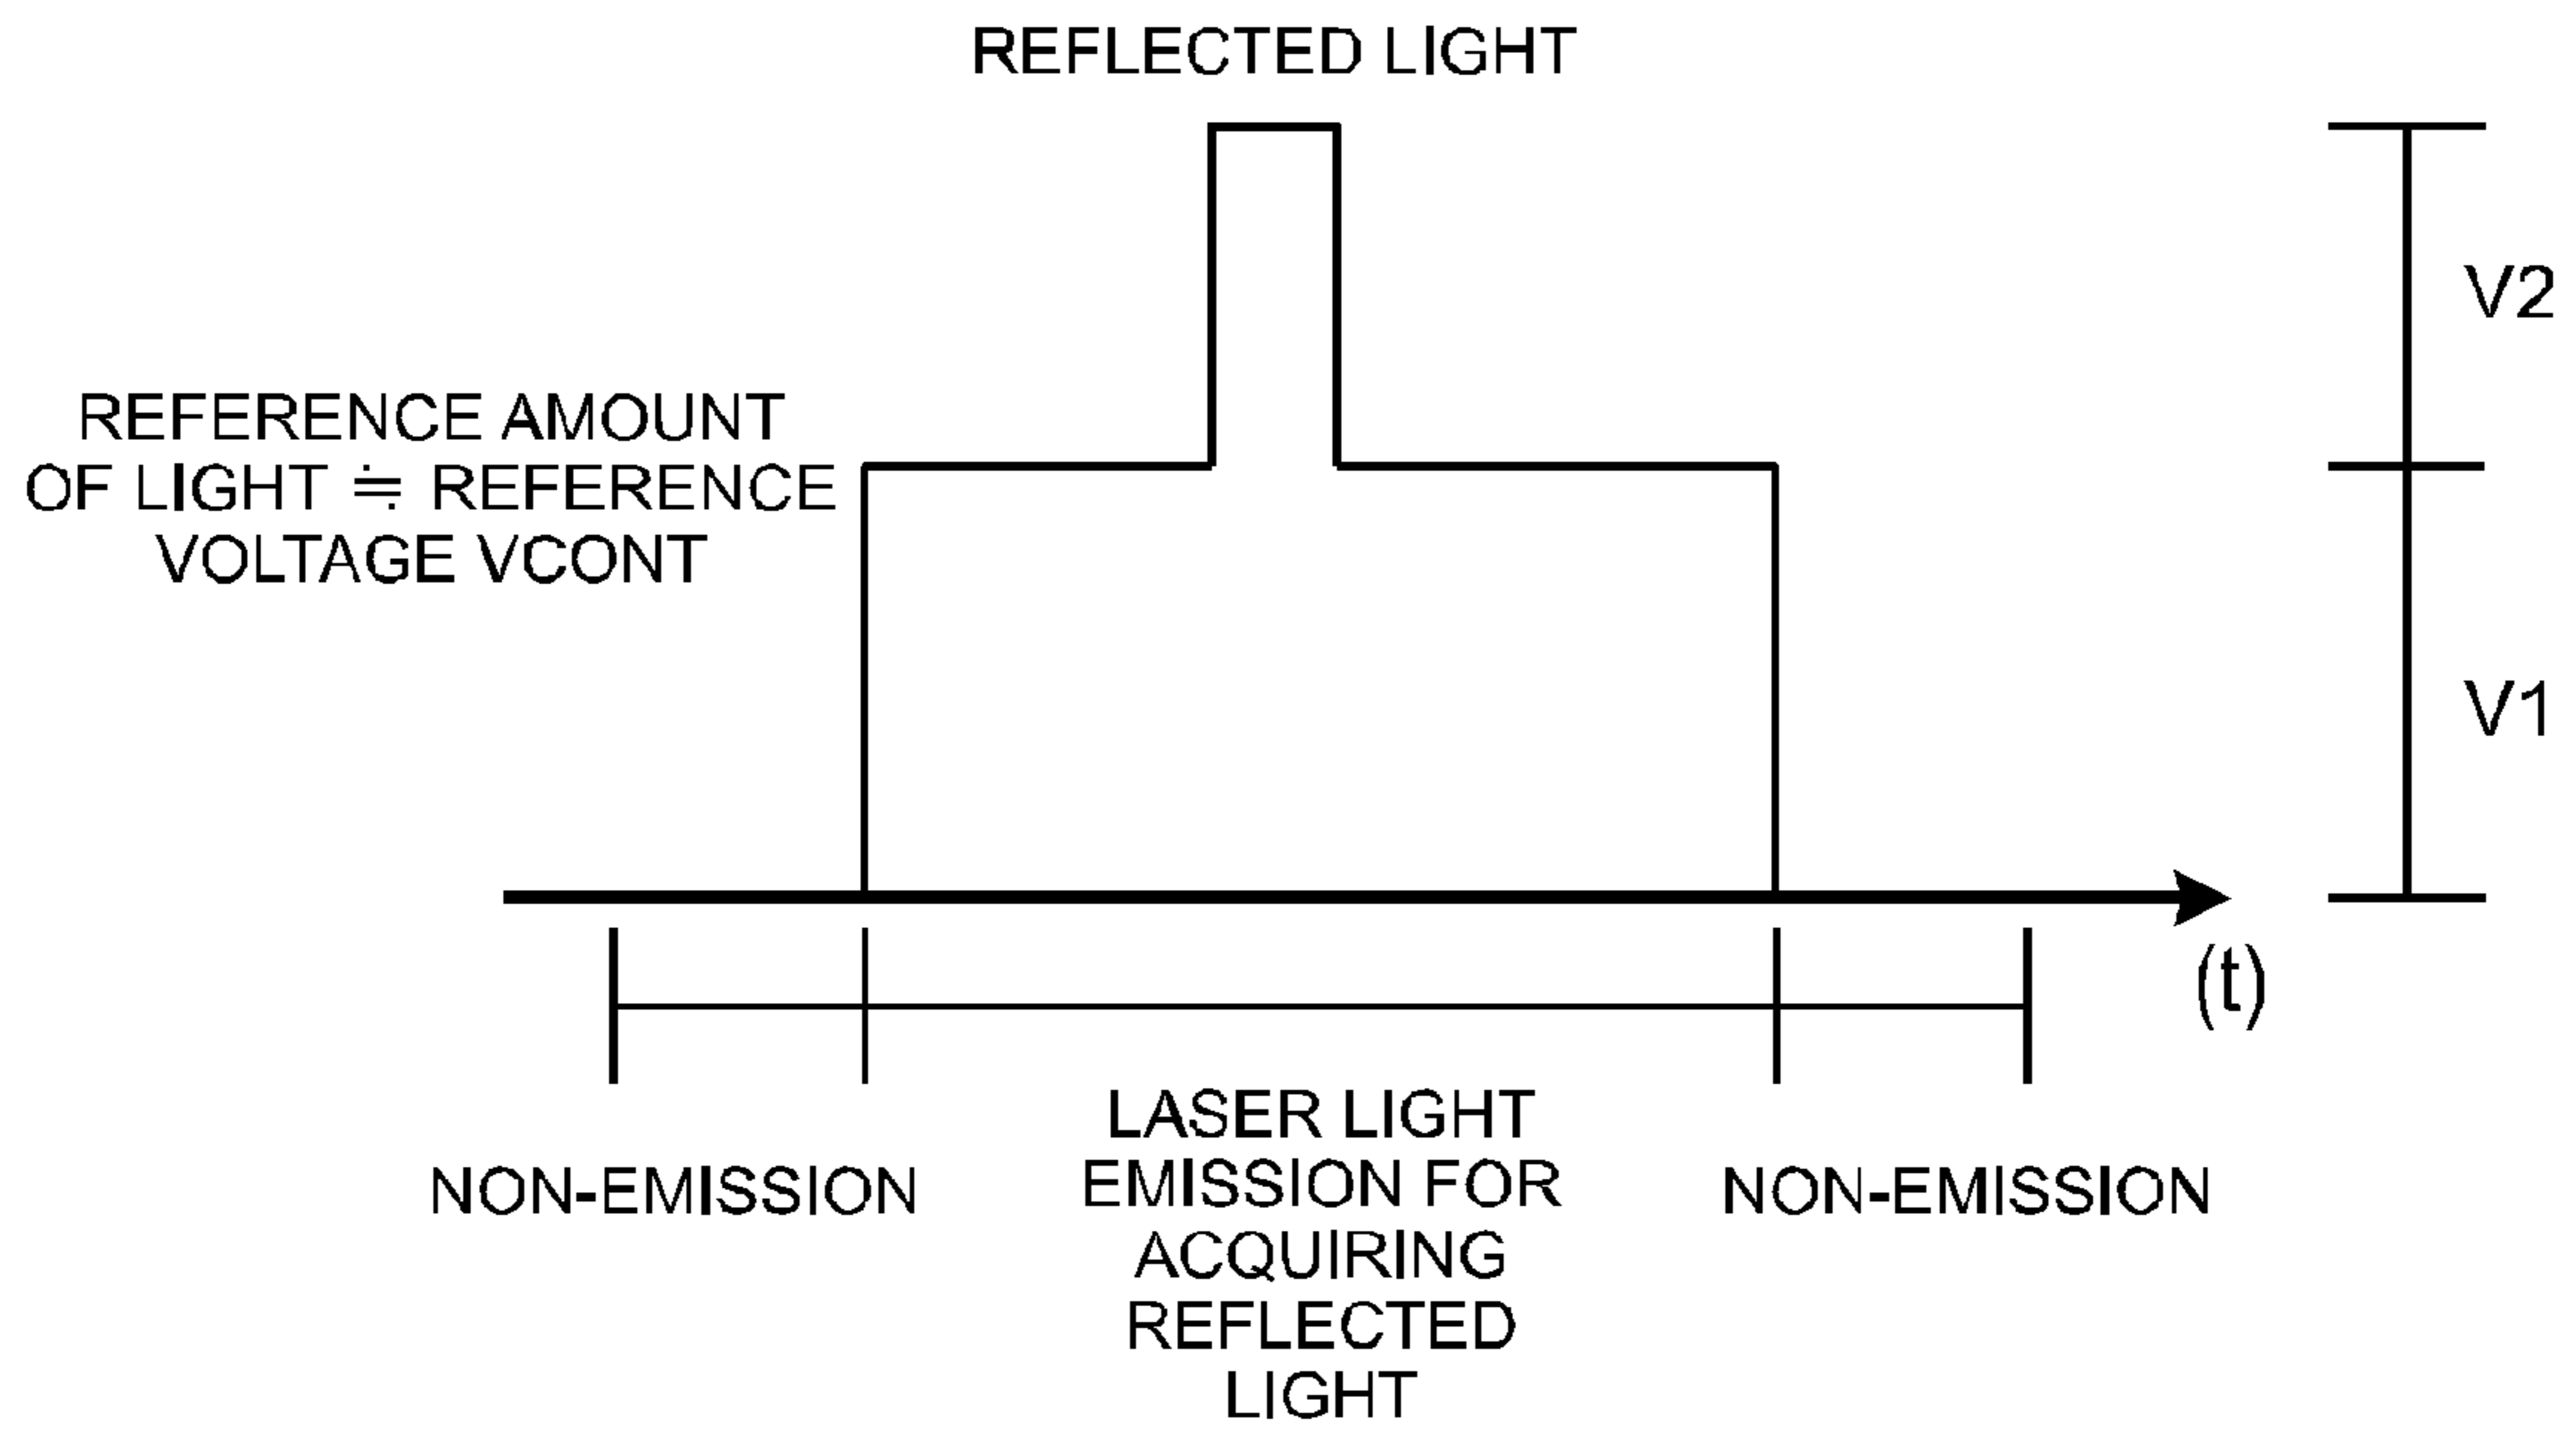 REFLECTED LIGHT
V2
REFERENCE AMOUNT
OF LIGHT ≒ REFERENCE
VOLTAGE VCONT
V1
(t)
NON-EMISSION
LASER LIGHT
EMISSION FOR
ACQUIRING
REFLECTED
LIGHT
NON-EMISSION